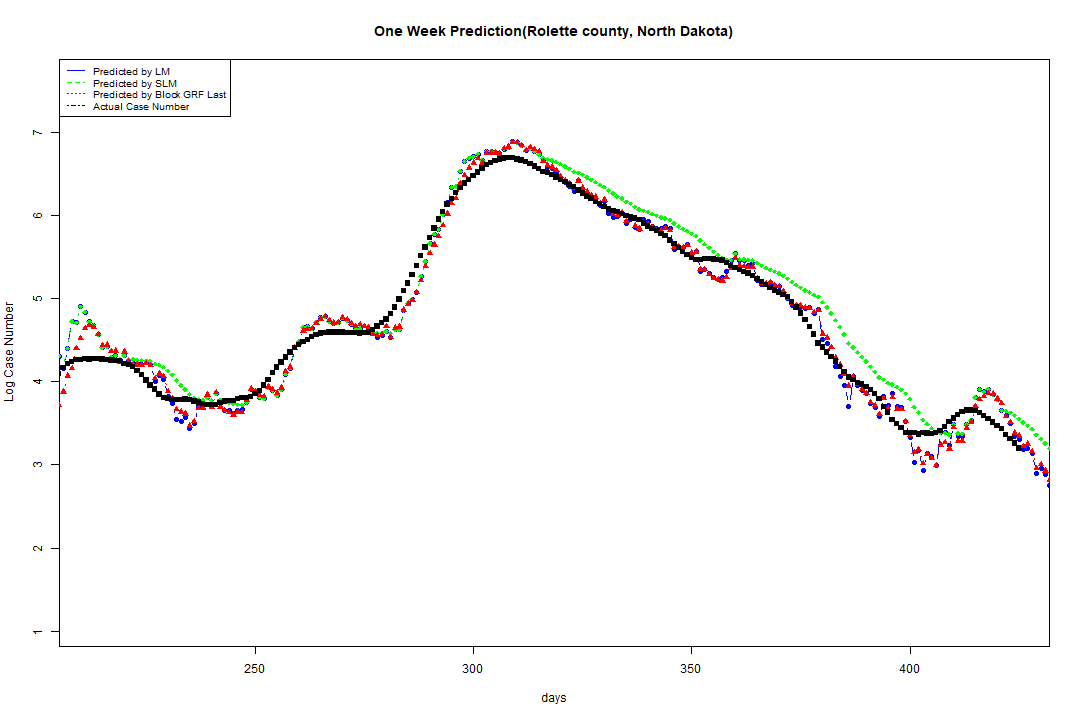 One Week Prediction(Rolette county, North Dakota)
Predicted by LM
Predicted by SLM
Predicted by Block GRF Last
Actual Case Number
7
6
5
4
3
2
1
Log Case Number
250 300 350 400
days